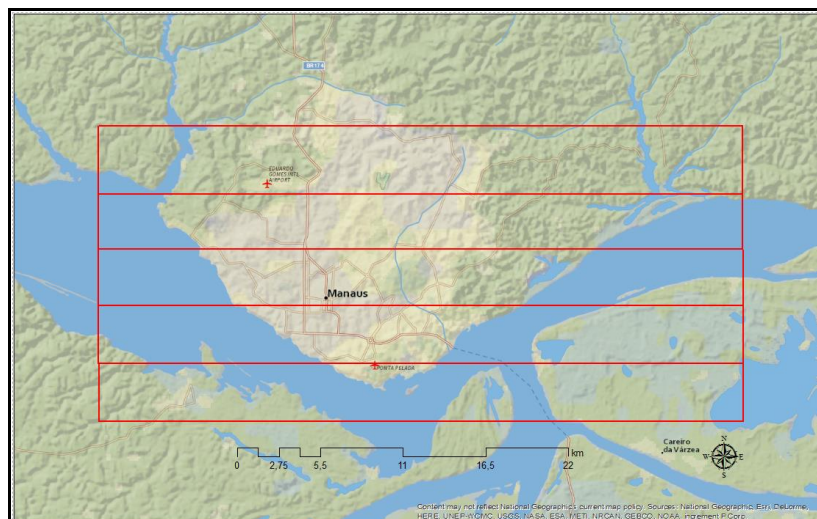 BR174
EDUARDO
GOMES INTL
AIRPORT
Manaus
PONTA PELADA
Careiro
da Várzea
N
W E
S
km
0 2,75 5,5 11 16,5 22
Content may not reflect National Geographic's current map policy. Sources: National Geographic, Esri, DeLorme,
HERE, UNEP-WCMC, USGS, NASA, ESA, METI, NRCAN, GEBCO, NOAA, increment P Corp.